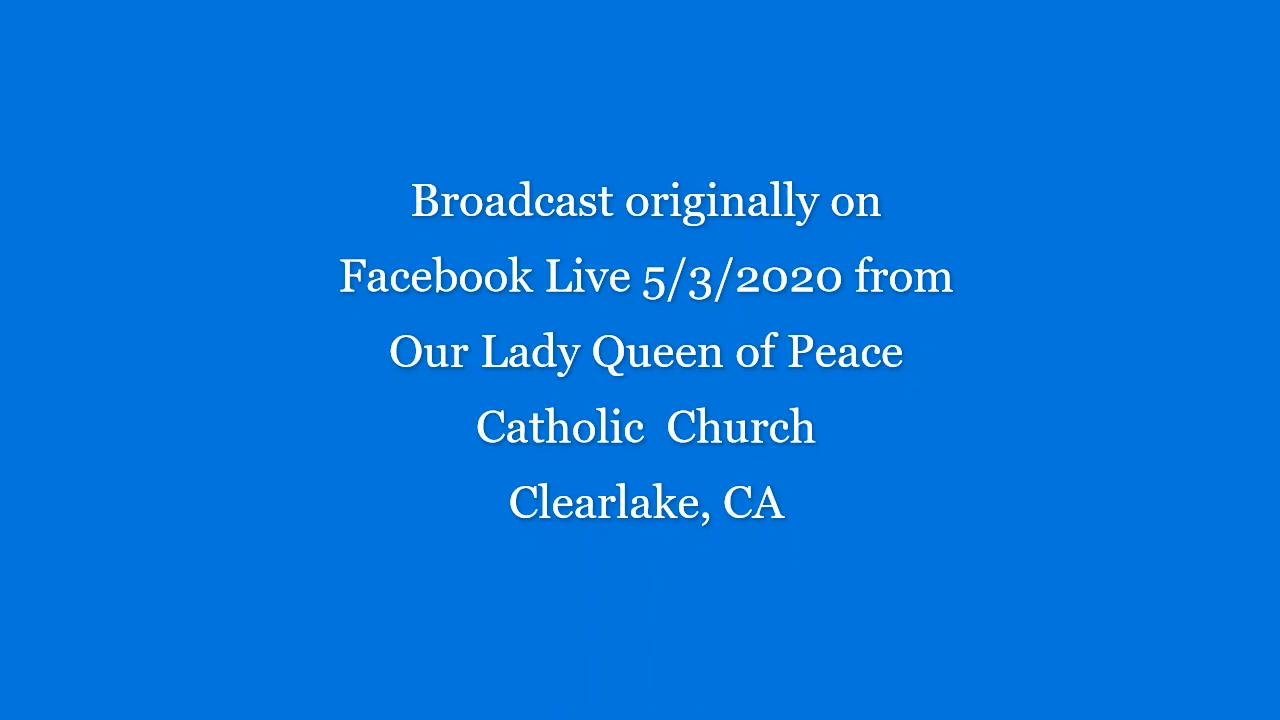 Broadcast originally on
Facebook Live 5/3/2020 from
Our Lady Queen of Peace
Catholic  Church
Clearlake, CA